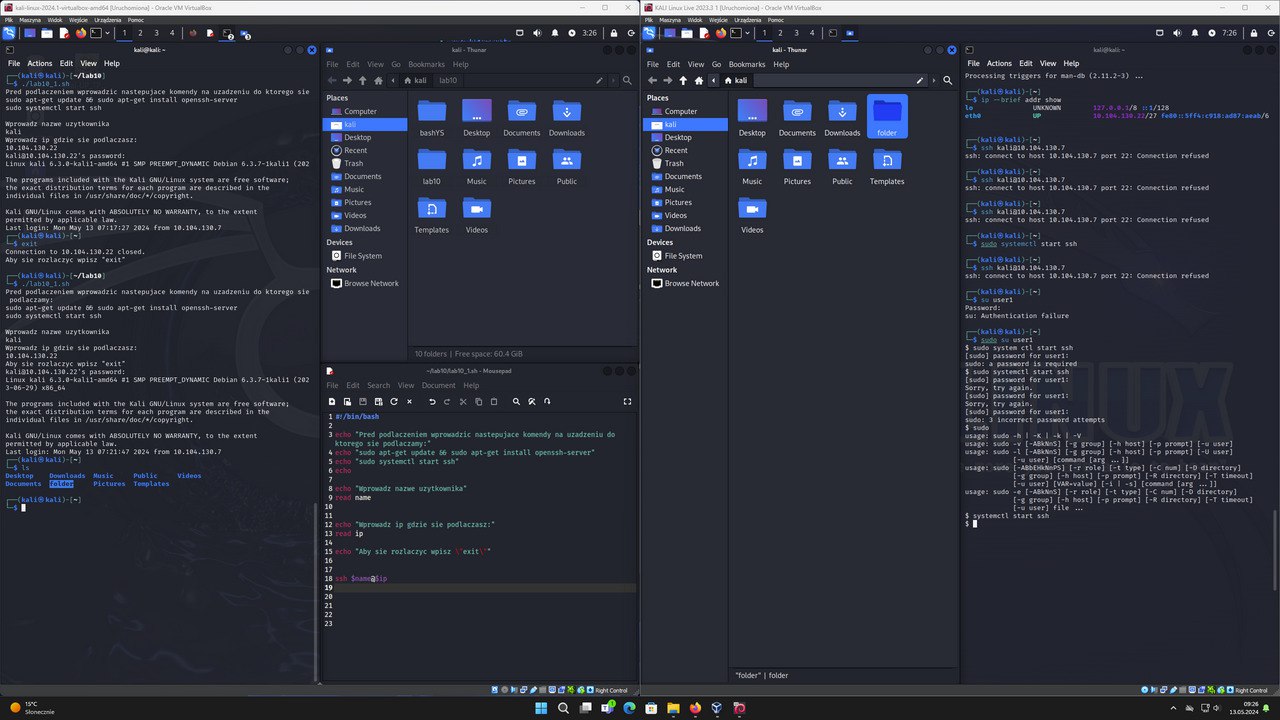 kali-linux-2024.1-virtualbox-amd64 [Uruchomiona] - Oracle VM VirtualBox
Maszyna Widok Wejście Urządzenia Pomoc
1 2 3 4
3:26
kali@kali: ~
File Actions Edit View Help
┌──(kali㉿kali)-[~/lab10]
└─$ ./lab10_1.sh
Pred podlaczeniem wprowadzic nastepujace komendy na uzadzeniu do ktorego sie podlaczamy:
sudo apt-get update && sudo apt-get install openssh-server
sudo systemctl start ssh
Wprowadz nazwe uzytkownika
kali
Wprowadz ip gdzie sie podlaczasz:
10.104.130.22
kali@10.104.130.22's password:
Linux kali 6.3.0-kali1-amd64 #1 SMP PREEMPT_DYNAMIC Debian 6.3.7-1kali1 (202
The programs included with the Kali GNU/Linux system are free software;
the exact distribution terms for each program are described in the
individual files in /usr/share/doc/*/copyright.
Kali GNU/Linux comes with ABSOLUTELY NO WARRANTY, to the extent
permitted by applicable law.
Last login: Mon May 13 07:17:27 2024 from 10.104.130.7
┌──(kali㉿kali)-[~]
└─$ exit
Connection to 10.104.130.22 closed.
Aby sie rozlaczyc wpisz "exit"
┌──(kali㉿kali)-[~/lab10]
└─$ ./lab10_1.sh
Pred podlaczeniem wprowadzic nastepujace komendy na uzadzeniu do ktorego sie
podlaczamy:
sudo apt-get update && sudo apt-get install openssh-server
sudo systemctl start ssh
Wprowadz nazwe uzytkownika
kali
Wprowadz ip gdzie sie podlaczasz:
10.104.130.22
Aby sie rozlaczyc wpisz "exit"
kali@10.104.130.22's password:
Linux kali 6.3.0-kali1-amd64 #1 SMP PREEMPT_DYNAMIC Debian 6.3.7-1kali1 (202
3-06-29) x86_64
The programs included with the Kali GNU/Linux system are free software;
the exact distribution terms for each program are described in the
individual files in /usr/share/doc/*/copyright.
Kali GNU/Linux comes with ABSOLUTELY NO WARRANTY, to the extent
permitted by applicable law.
Last login: Mon May 13 07:21:47 2024 from 10.104.130.7
┌──(kali㉿kali)-[~]
└─$ ls
Desktop Downloads Music Public Videos
Documents folder Pictures Templates
┌──(kali㉿kali)-[~]
└─$
kali - Thunar
File Edit View Go Bookmarks Help
kali lab10
Places
Computer
kali
Desktop
Recent
Trash
Documents
Music
Pictures
Videos
Downloads
Devices
File System
Network
Browse Network
bashYS Desktop Documents Downloads
lab10 Music Pictures Public
Templates Videos
10 folders | Free space: 60.4 GiB
~/lab10/lab10_1.sh - Mousepad
File Edit Search View Document Help
1 #!/bin/bash
2
3 echo "Pred podlaczeniem wprowadzic nastepujace komendy na uzadzeniu do
ktorego sie podlaczamy:"
4 echo "sudo apt-get update && sudo apt-get install openssh-server"
5 echo "sudo systemctl start ssh"
6 echo
7
8 echo "Wprowadz nazwe uzytkownika"
9 read name
10
11
12 echo "Wprowadz ip gdzie sie podlaczasz:"
13 read ip
14
15 echo "Aby sie rozlaczyc wpisz \"exit\""
16
17
18 ssh $name@$ip
19
20
21
22
23
Right Control
KALI Linux Live 2023.3 1 [Uruchomiona] - Oracle VM VirtualBox
Plik Maszyna Widok Wejście Urządzenia Pomoc
1 2 3 4
7:26
kali - Thunar
File Edit View Go Bookmarks Help
kali
Places
Computer
kali
Desktop
Recent
Trash
Documents
Music
Pictures
Videos
Downloads
Devices
File System
Network
Browse Network
Desktop Documents Downloads folder
Music Pictures Public Templates
Videos
"folder" | folder
kali@kali: ~
File Actions Edit View Help
Processing triggers for man-db (2.11.2-3) ...
┌──(kali㉿kali)-[~]
└─$ ip --brief addr show
lo UNKNOWN 127.0.0.1/8 ::1/128
eth0 UP 10.104.130.22/27 fe80::5ff4:c918:ad87:aeab/6
┌──(kali㉿kali)-[~]
└─$ ssh kali@10.104.130.7
ssh: connect to host 10.104.130.7 port 22: Connection refused
┌──(kali㉿kali)-[~]
└─$ ssh kali@10.104.130.7
ssh: connect to host 10.104.130.7 port 22: Connection refused
┌──(kali㉿kali)-[~]
└─$ ssh kali@10.104.130.7
ssh: connect to host 10.104.130.7 port 22: Connection refused
┌──(kali㉿kali)-[~]
└─$ sudo systemctl start ssh
┌──(kali㉿kali)-[~]
└─$ ssh kali@10.104.130.7
ssh: connect to host 10.104.130.7 port 22: Connection refused
┌──(kali㉿kali)-[~]
└─$ su user1
Password:
su: Authentication failure
┌──(kali㉿kali)-[~]
└─$ sudo su user1
$ sudo system ctl start ssh
[sudo] password for user1:
sudo: a password is required
$ sudo systemctl start ssh
[sudo] password for user1:
Sorry, try again.
[sudo] password for user1:
Sorry, try again.
[sudo] password for user1:
sudo: 3 incorrect password attempts
$ sudo
usage: sudo -h | -K | -k | -V
usage: sudo -v [-ABkNnS] [-g group] [-h host] [-p prompt] [-u user]
usage: sudo -l [-ABkNnS] [-g group] [-h host] [-p prompt] [-U user]
[-u user] [command [arg ...]]
usage: sudo [-ABbEHkNnPS] [-r role] [-t type] [-C num] [-D directory]
[-g group] [-h host] [-p prompt] [-R directory] [-T timeout]
[-u user] [VAR=value] [-i | -s] [command [arg ...]]
usage: sudo -e [-ABkNnS] [-r role] [-t type] [-C num] [-D directory]
[-g group] [-h host] [-p prompt] [-R directory] [-T timeout]
[-u user] file ...
$ systemctl start ssh
$
Right Control
15°C
Słonecznie
09:26
13.05.2024